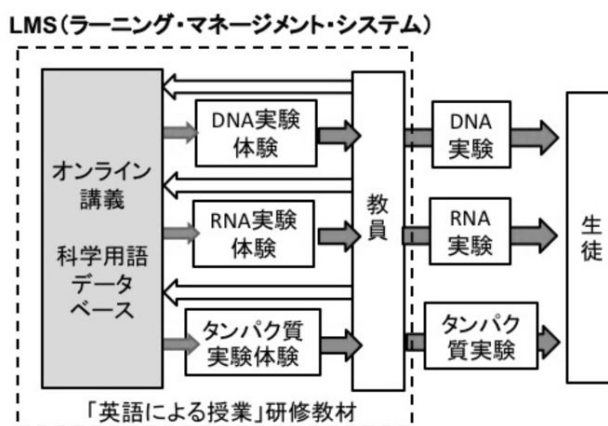 LMS(ラーニング・マネージメント・システム)
オンライン
講義
科学用語
データ
ベース
DNA実験
体験
RNA実験
体験
タンパク質
実験体験
教員
DNA
実験
RNA
実験
タンパク
質実験
生徒
「英語による授業」研修教材